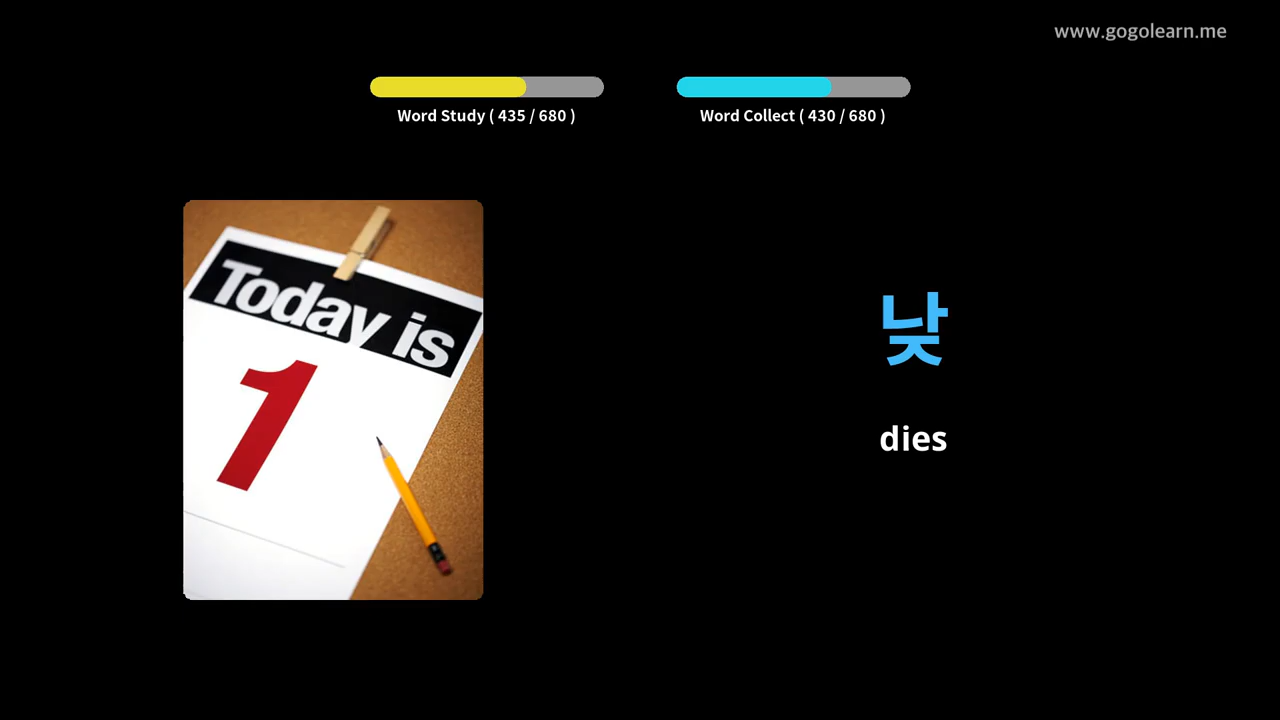 www.gogolearn.me
Word Study ( 435 / 680 )
Word Collect ( 430 / 680 )
Today is
1
낮
dies